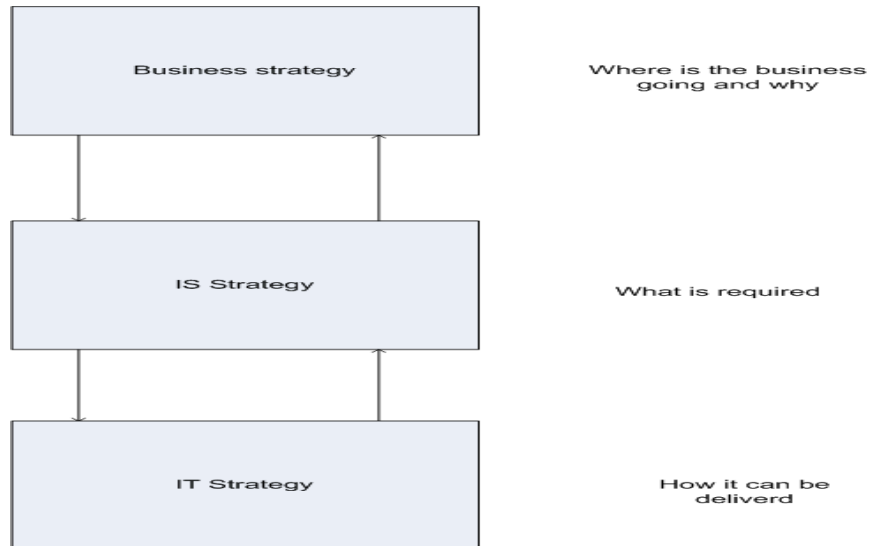 Business strategy
Where is the business
going and why
IS Strategy
What is required
IT Strategy
How it can be
deliverd